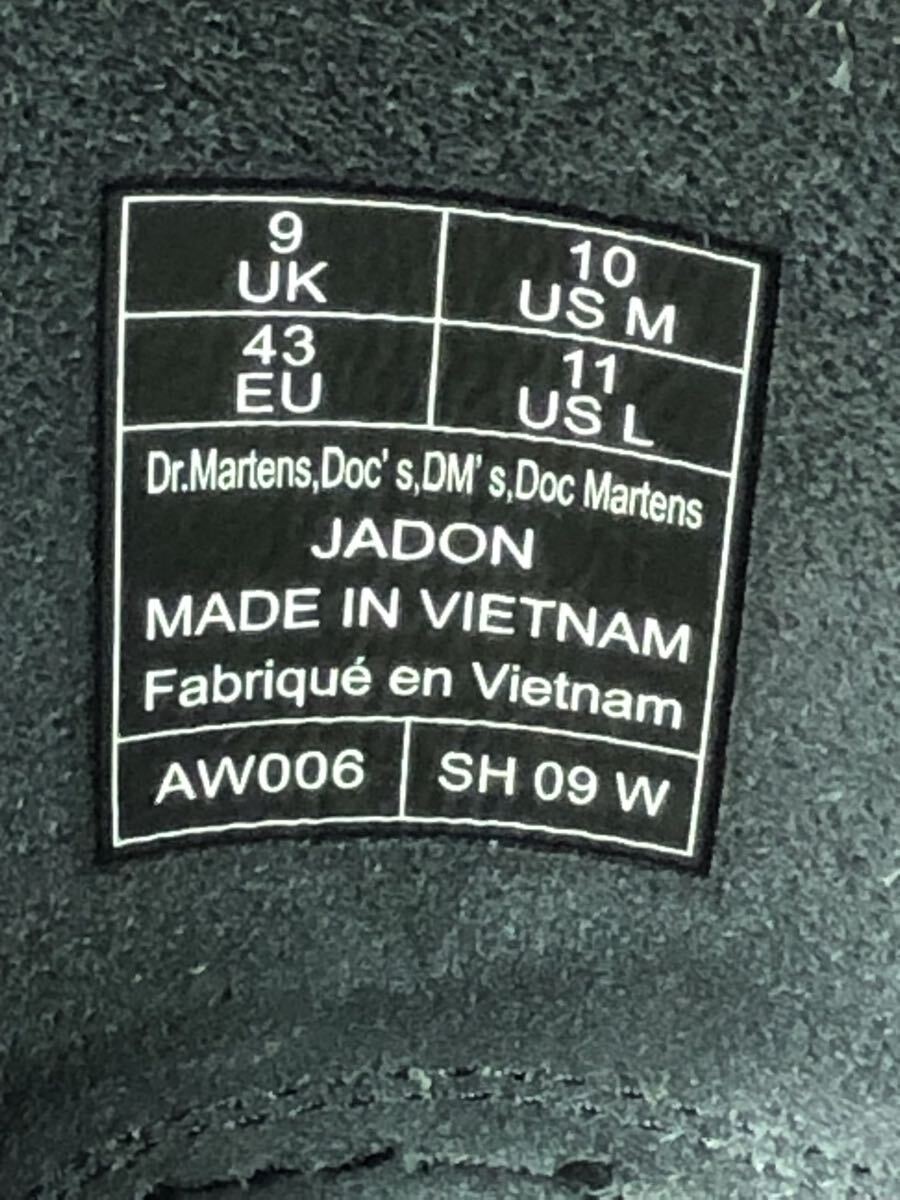 9
UK
10
US M
43
EU
11
US L
Dr.Martens,Doc's,DM's,Doc Martens
JADON
MADE IN VIETNAM
Fabriqué en Vietnam
AW006
SH 09 W